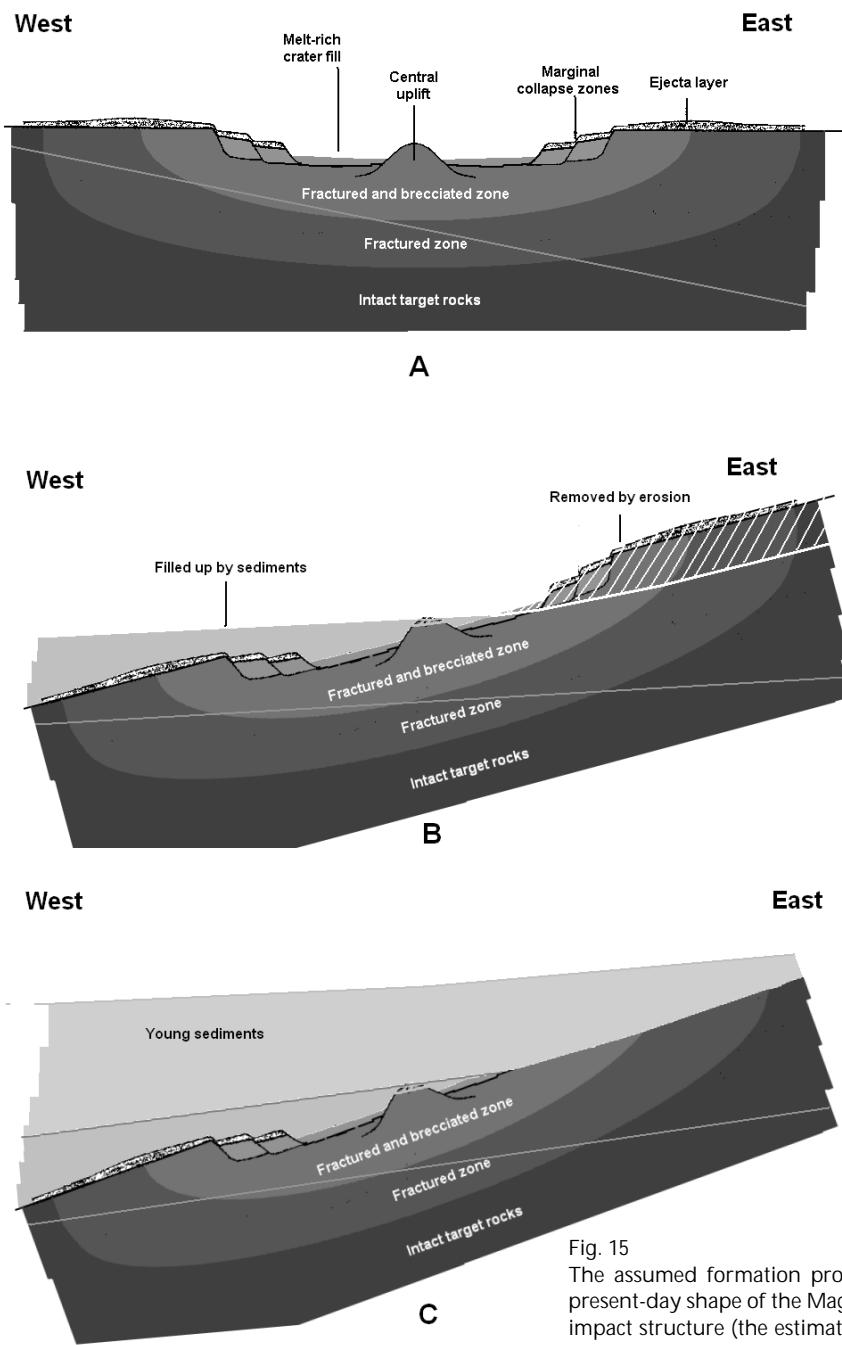 West
East
Melt-rich
crater fill
Central
uplift
Marginal
collapse zones
Ejecta layer
Fractured and brecciated zone
Fractured zone
Intact target rocks
A
West
East
Removed by erosion
Filled up by sediments
Fractured and brecciated zone
Fractured zone
Intact target rocks
B
West
East
Young sediments
Fractured and brecciated zone
Fractured zone
Intact target rocks
C
Fig. 15
The assumed formation pro
present-day shape of the Mag
impact structure (the estimat